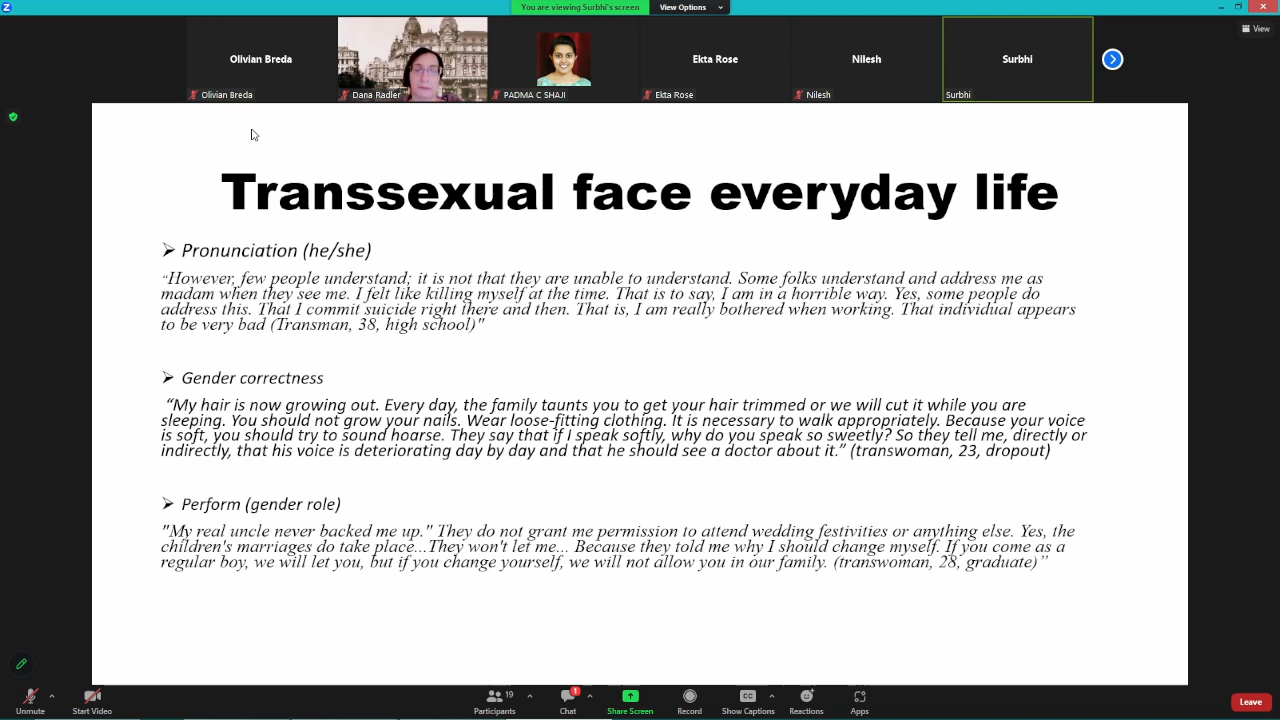 You are viewing Surbhi's screen
View Options
View
Olivian Breda
Ekta Rose
Nilesh
Surbhi
Olivian Breda
Dana Radler
PADMA C SHAJI
Ekta Rose
Nilesh
Surbhi
Transsexual face everyday life
➢ Pronunciation (he/she)
“However, few people understand; it is not that they are unable to understand. Some folks understand and address me as
madam when they see me. I felt like killing myself at the time. That is to say, I am in a horrible way. Yes, some people do
address this. That I commit suicide right there and then. That is, I am really bothered when working. That individual appears
to be very bad (Transman, 38, high school)"
➢ Gender correctness
“My hair is now growing out. Every day, the family taunts you to get your hair trimmed or we will cut it while you are
sleeping. You should not grow your nails. Wear loose-fitting clothing. It is necessary to walk appropriately. Because your voice
is soft, you should try to sound hoarse. They say that if I speak softly, why do you speak so sweetly? So they tell me, directly or
indirectly, that his voice is deteriorating day by day and that he should see a doctor about it.” (transwoman, 23, dropout)
➢ Perform (gender role)
"My real uncle never backed me up." They do not grant me permission to attend wedding festivities or anything else. Yes, the
children's marriages do take place...They won't let me... Because they told me why I should change myself. If you come as a
regular boy, we will let you, but if you change yourself, we will not allow you in our family. (transwoman, 28, graduate)”
Unmute
Start Video
Participants
19
Chat
1
Share Screen
Record
CC
Show Captions
Reactions
Apps
Leave